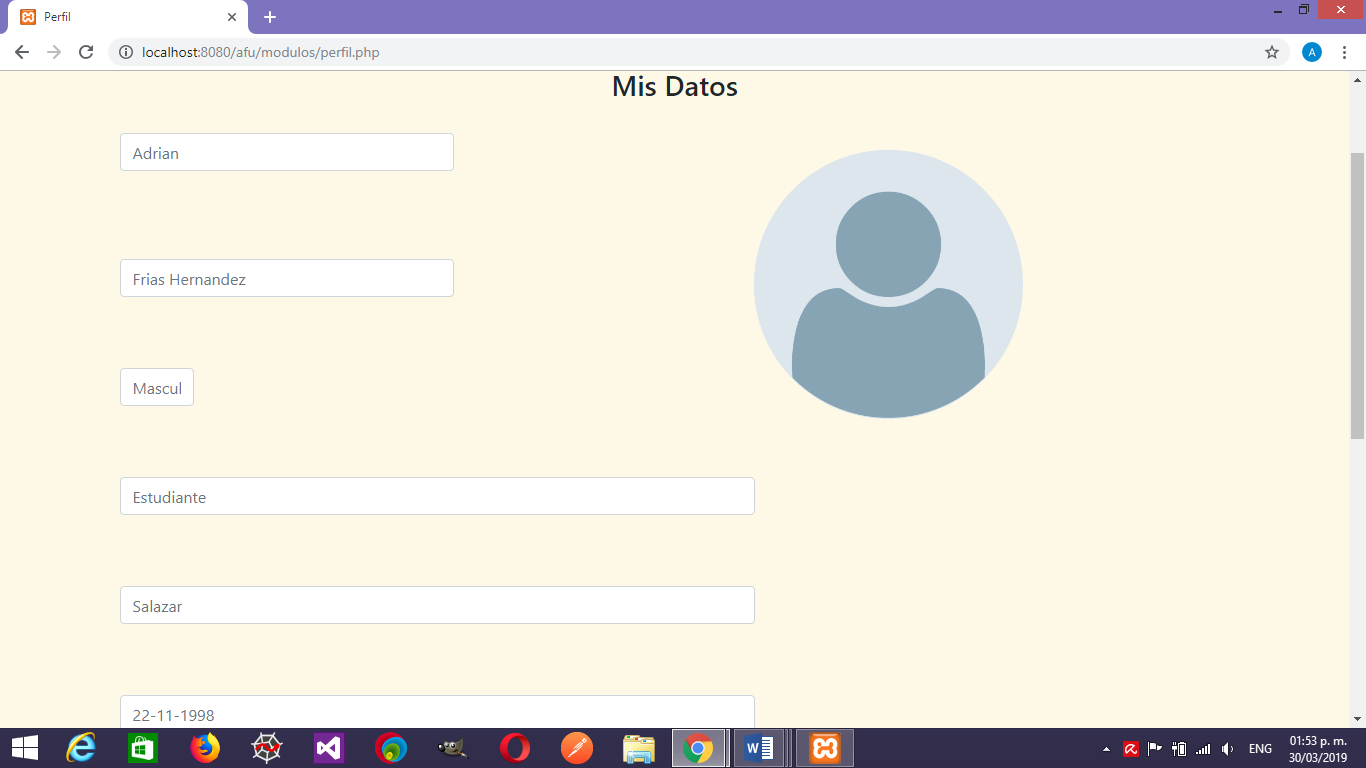 Perfil
localhost:8080/afu/modulos/perfil.php
A
Mis Datos
Adrian
Frias Hernandez
Mascul
Estudiante
Salazar
22-11-1998
ENG
01:53 p. m.
30/03/2019